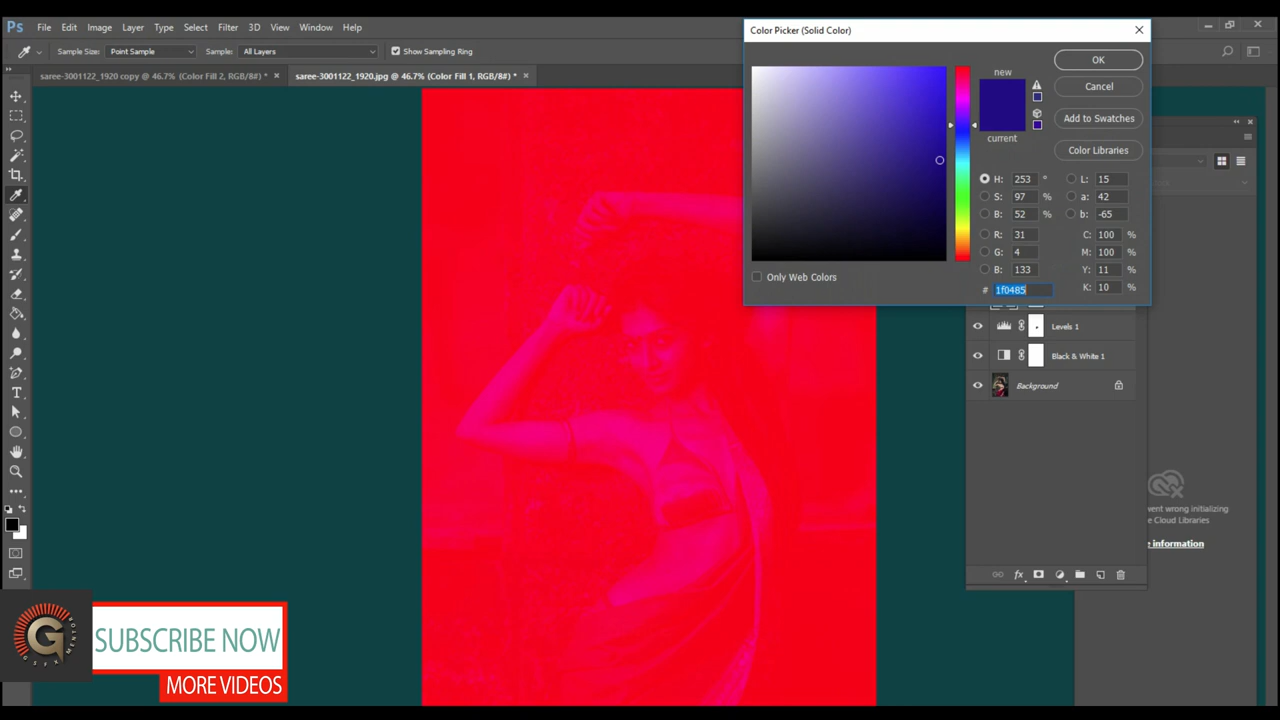 Ps File Edit Image Layer Type Select Filter 3D View Window Help
Sample Size: Point Sample Sample: All Layers Show Sampling Ring
saree-3001122_1920 copy @ 46.7% (Color Fill 2, RGB/8#) * ×
saree-3001122_1920.jpg @ 46.7% (Color Fill 1, RGB/8#) * ×
Color Picker (Solid Color)
new
current
OK
Cancel
Add to Swatches
Color Libraries
H: 253 °
S: 97 %
B: 52 %
R: 31
G: 4
B: 133
# 1f0485
L: 15
a: 42
b: -65
C: 100 %
M: 100 %
Y: 11 %
K: 10 %
Only Web Colors
Levels 1
Black & White 1
Background
went wrong initializing
e Cloud Libraries
e information
fx
G
GSFX MENTOR
SUBSCRIBE NOW
MORE VIDEOS